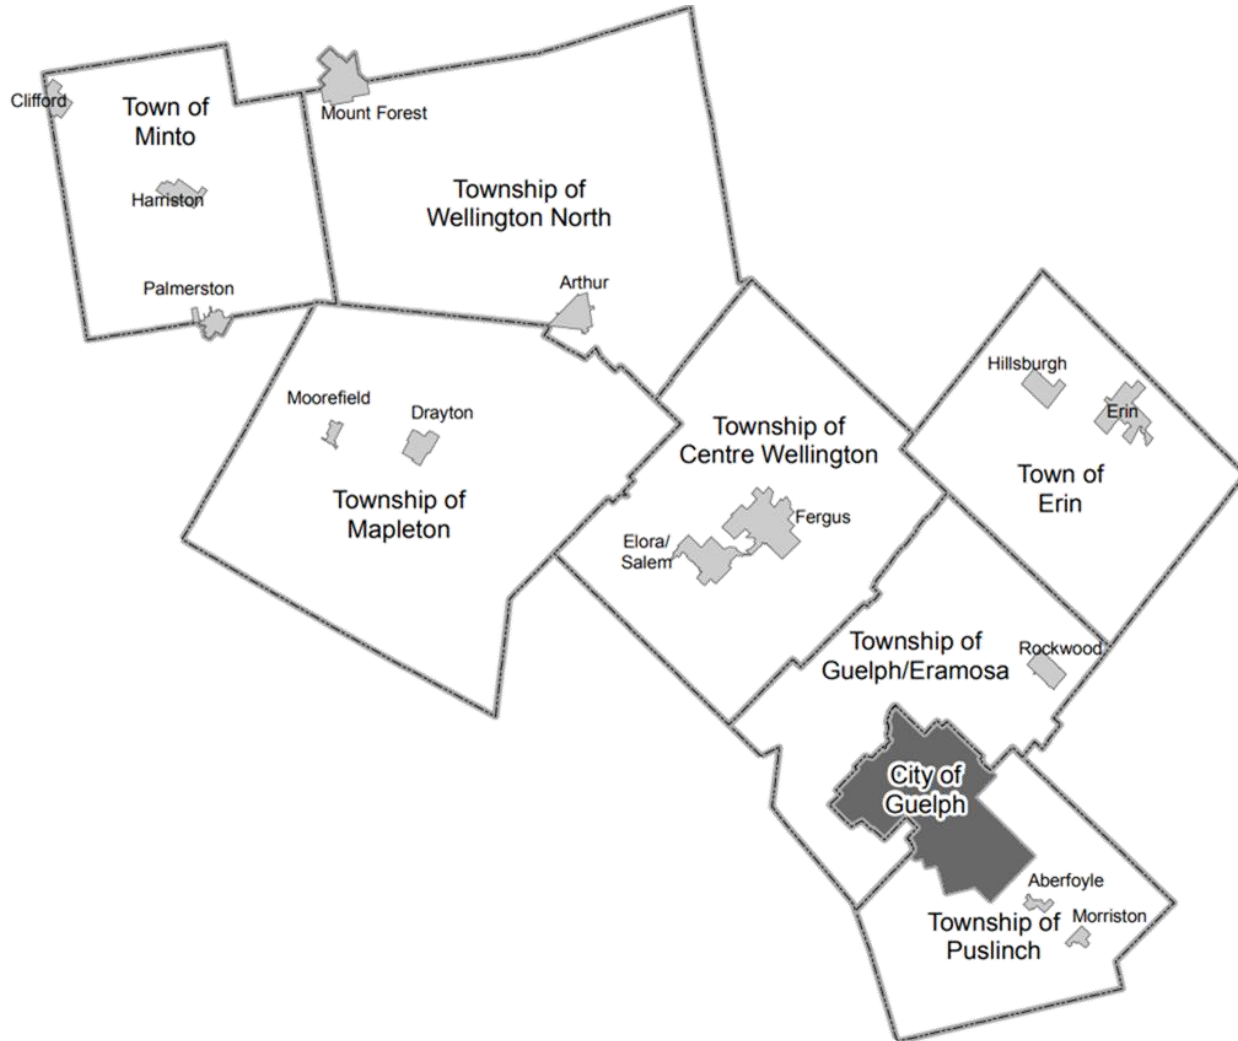 Clifford
Town of
Minto
Mount Forest
Harriston
Township of
Wellington North
Palmerston
Arthur
Moorefield
Drayton
Township of
Mapleton
Township of
Centre Wellington
Fergus
Elora/
Salem
Hillsburgh
Erin
Town of
Erin
Township of
Guelph/Eramosa
Rockwood
City of
Guelph
Aberfoyle
Morriston
Township of
Puslinch